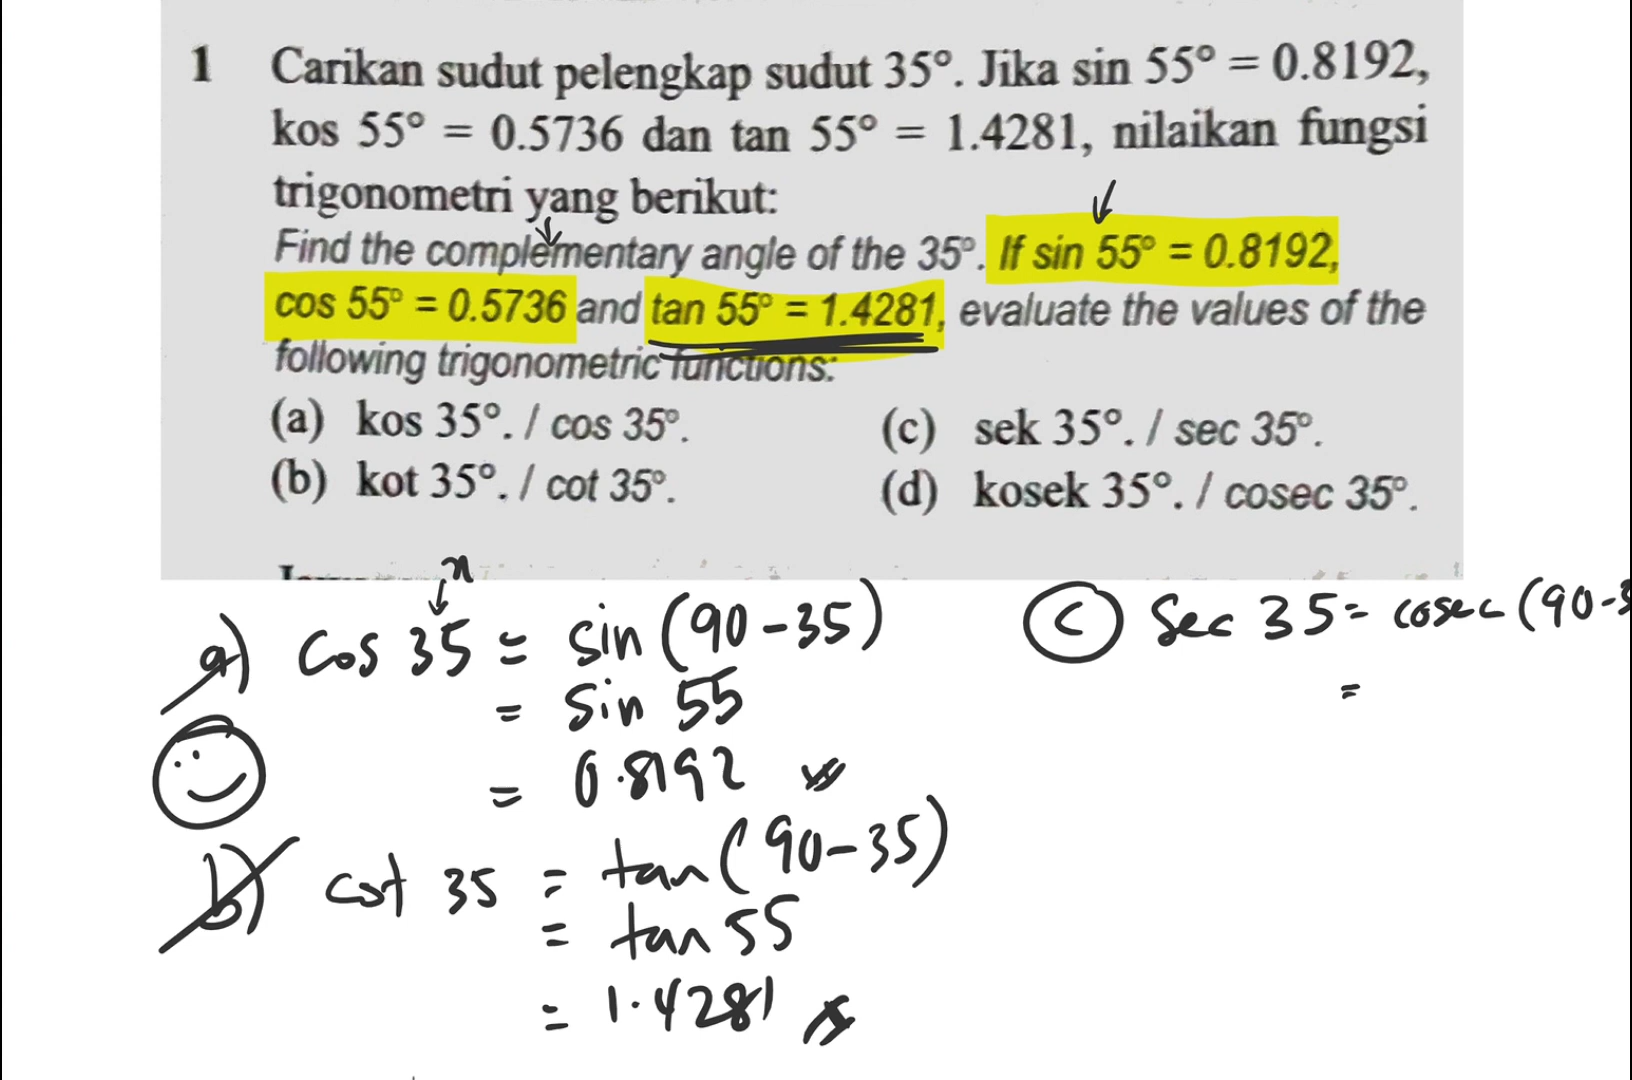 1 Carikan sudut pelengkap sudut 35°. Jika sin 55° = 0.8192,
kos 55° = 0.5736 dan tan 55° = 1.4281, nilaikan fungsi
trigonometri yang berikut:
Find the complementary angle of the 35°. If sin 55° = 0.8192,
cos 55° = 0.5736 and tan 55° = 1.4281, evaluate the values of the
following trigonometric functions:
(a) kos 35°. / cos 35°.
(b) kot 35°. / cot 35°.
(c) sek 35°. / sec 35°.
(d) kosek 35°. / cosec 35°.
x
a) cos 35 = sin (90-35)
= sin 55
= 0.8192
b) cot 35 = tan (90-35)
= tan 55
= 1.4281
(c) Sec 35 = cosec (90-3
=